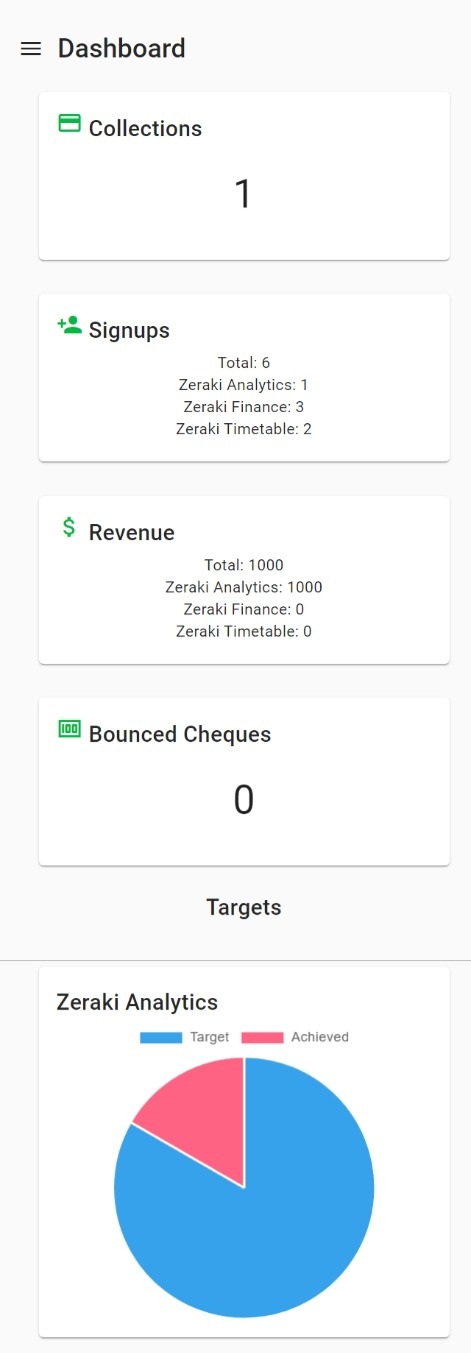 Dashboard
Collections
1
Signups
Total: 6
Zeraki Analytics: 1
Zeraki Finance: 3
Zeraki Timetable: 2
Revenue
Total: 1000
Zeraki Analytics: 1000
Zeraki Finance: 0
Zeraki Timetable: 0
Bounced Cheques
0
Targets
Zeraki Analytics
Target Achieved